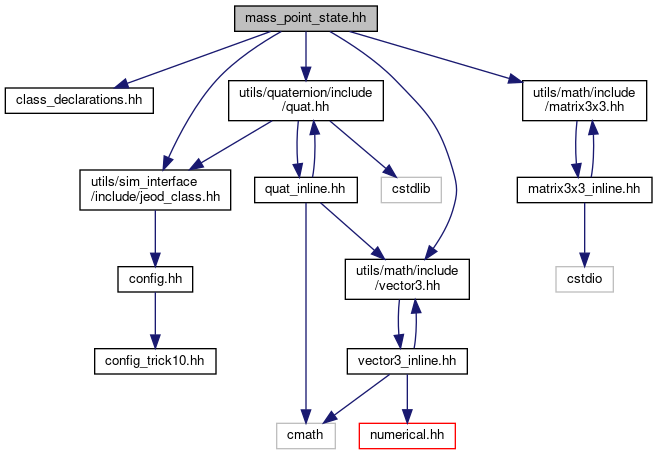 mass_point_state.hh
class_declarations.hh
utils/quaternion/include
/quat.hh
utils/math/include
/matrix3x3.hh
utils/sim_interface
/include/jeod_class.hh
quat_inline.hh
cstdlib
matrix3x3_inline.hh
config.hh
utils/math/include
/vector3.hh
cstdio
config_trick10.hh
vector3_inline.hh
cmath
numerical.hh